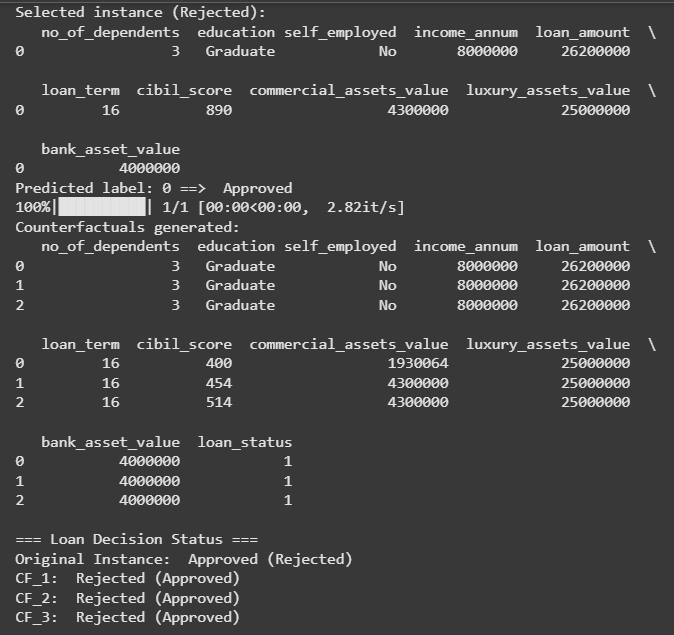 Selected instance (Rejected):
   no_of_dependents  education self_employed  income_annum  loan_amount  \
0                 3   Graduate            No       8000000     26200000

   loan_term  cibil_score  commercial_assets_value  luxury_assets_value  \
0         16          890                  4300000             25000000

   bank_asset_value
0           4000000
Predicted label: 0 ==>  Approved
100%|██████████| 1/1 [00:00<00:00,  2.82it/s]
Counterfactuals generated:
   no_of_dependents  education self_employed  income_annum  loan_amount  \
0                 3   Graduate            No       8000000     26200000
1                 3   Graduate            No       8000000     26200000
2                 3   Graduate            No       8000000     26200000

   loan_term  cibil_score  commercial_assets_value  luxury_assets_value  \
0         16          400                  1930064             25000000
1         16          454                  4300000             25000000
2         16          514                  4300000             25000000

   bank_asset_value  loan_status
0           4000000            1
1           4000000            1
2           4000000            1

=== Loan Decision Status ===
Original Instance:  Approved (Rejected)
CF_1:  Rejected (Approved)
CF_2:  Rejected (Approved)
CF_3:  Rejected (Approved)